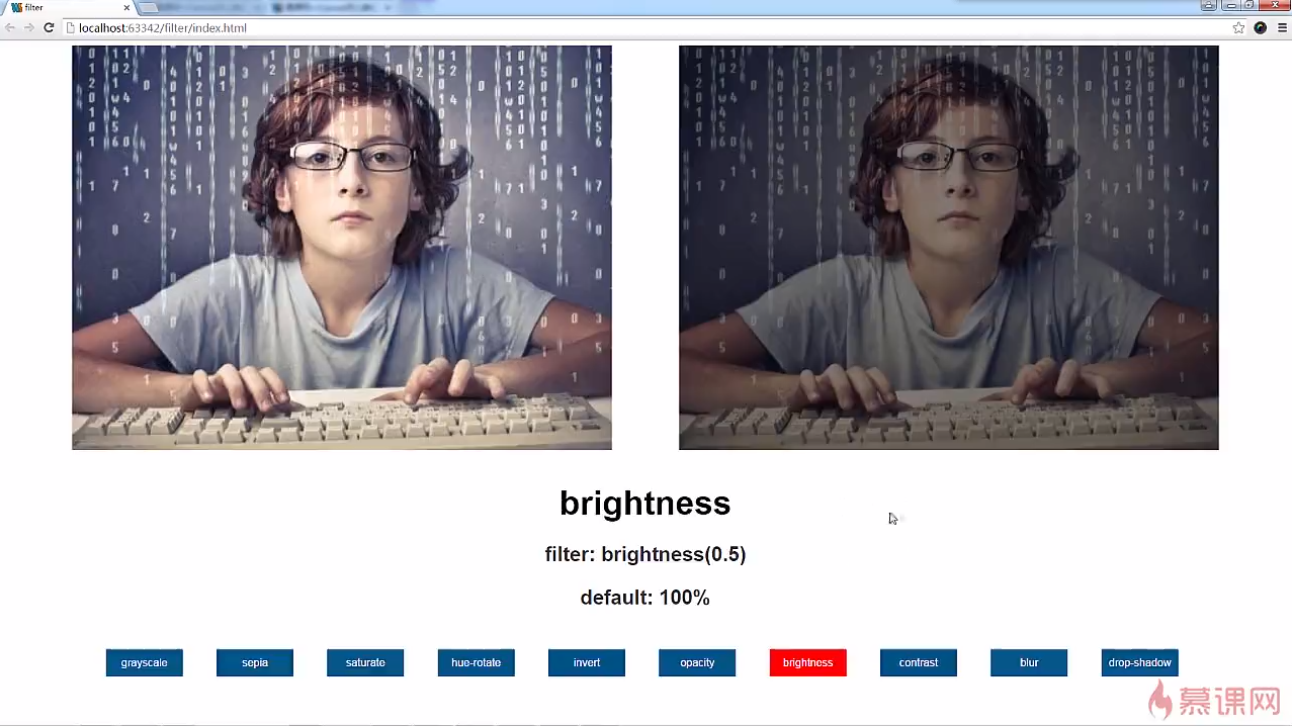 filter
localhost:63342/filter/index.html
brightness
filter: brightness(0.5)
default: 100%
grayscale
sepia
saturate
hue-rotate
invert
opacity
brightness
contrast
blur
drop-shadow
慕课网